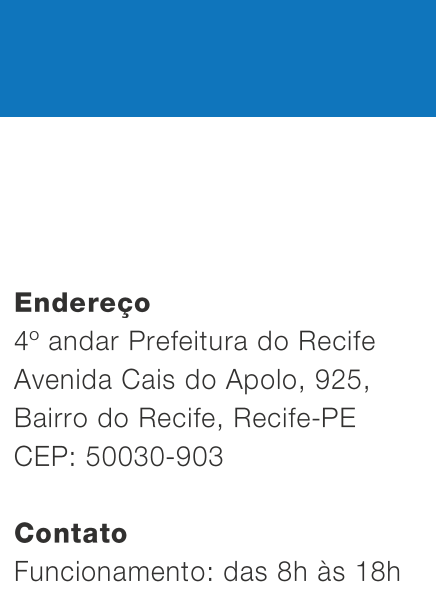 Endereço
4º andar Prefeitura do Recife
Avenida Cais do Apolo, 925,
Bairro do Recife, Recife-PE
CEP: 50030-903
Contato
Funcionamento: das 8h às 18h